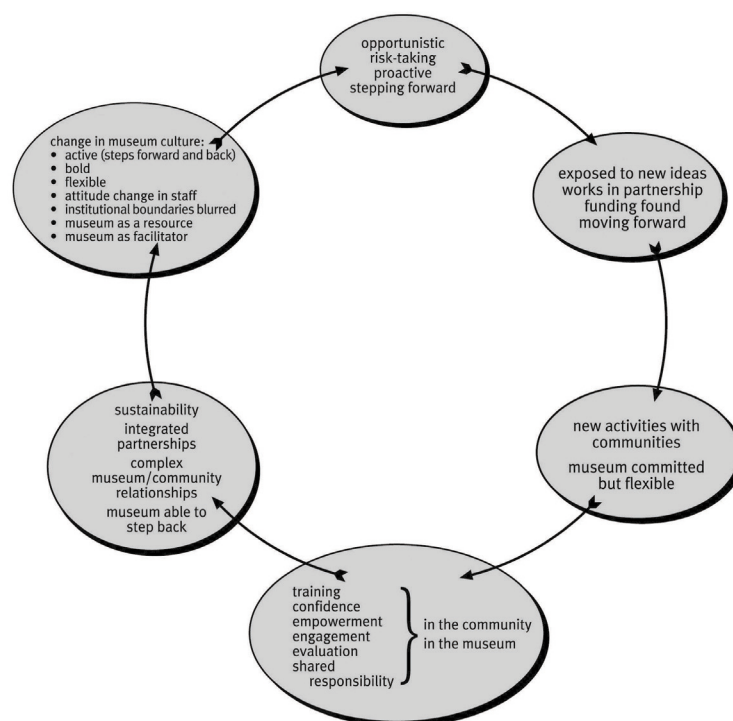 opportunistic
risk-taking
proactive
stepping forward
exposed to new ideas
works in partnership
funding found
moving forward
new activities with
communities
museum committed
but flexible
training
confidence
empowerment
engagement
evaluation
shared
responsibility
in the community
in the museum
sustainability
integrated
partnerships
complex
museum/community
relationships
museum able to
step back
change in museum culture:
• active (steps forward and back)
• bold
• flexible
• attitude change in staff
• institutional boundaries blurred
• museum as a resource
• museum as facilitator